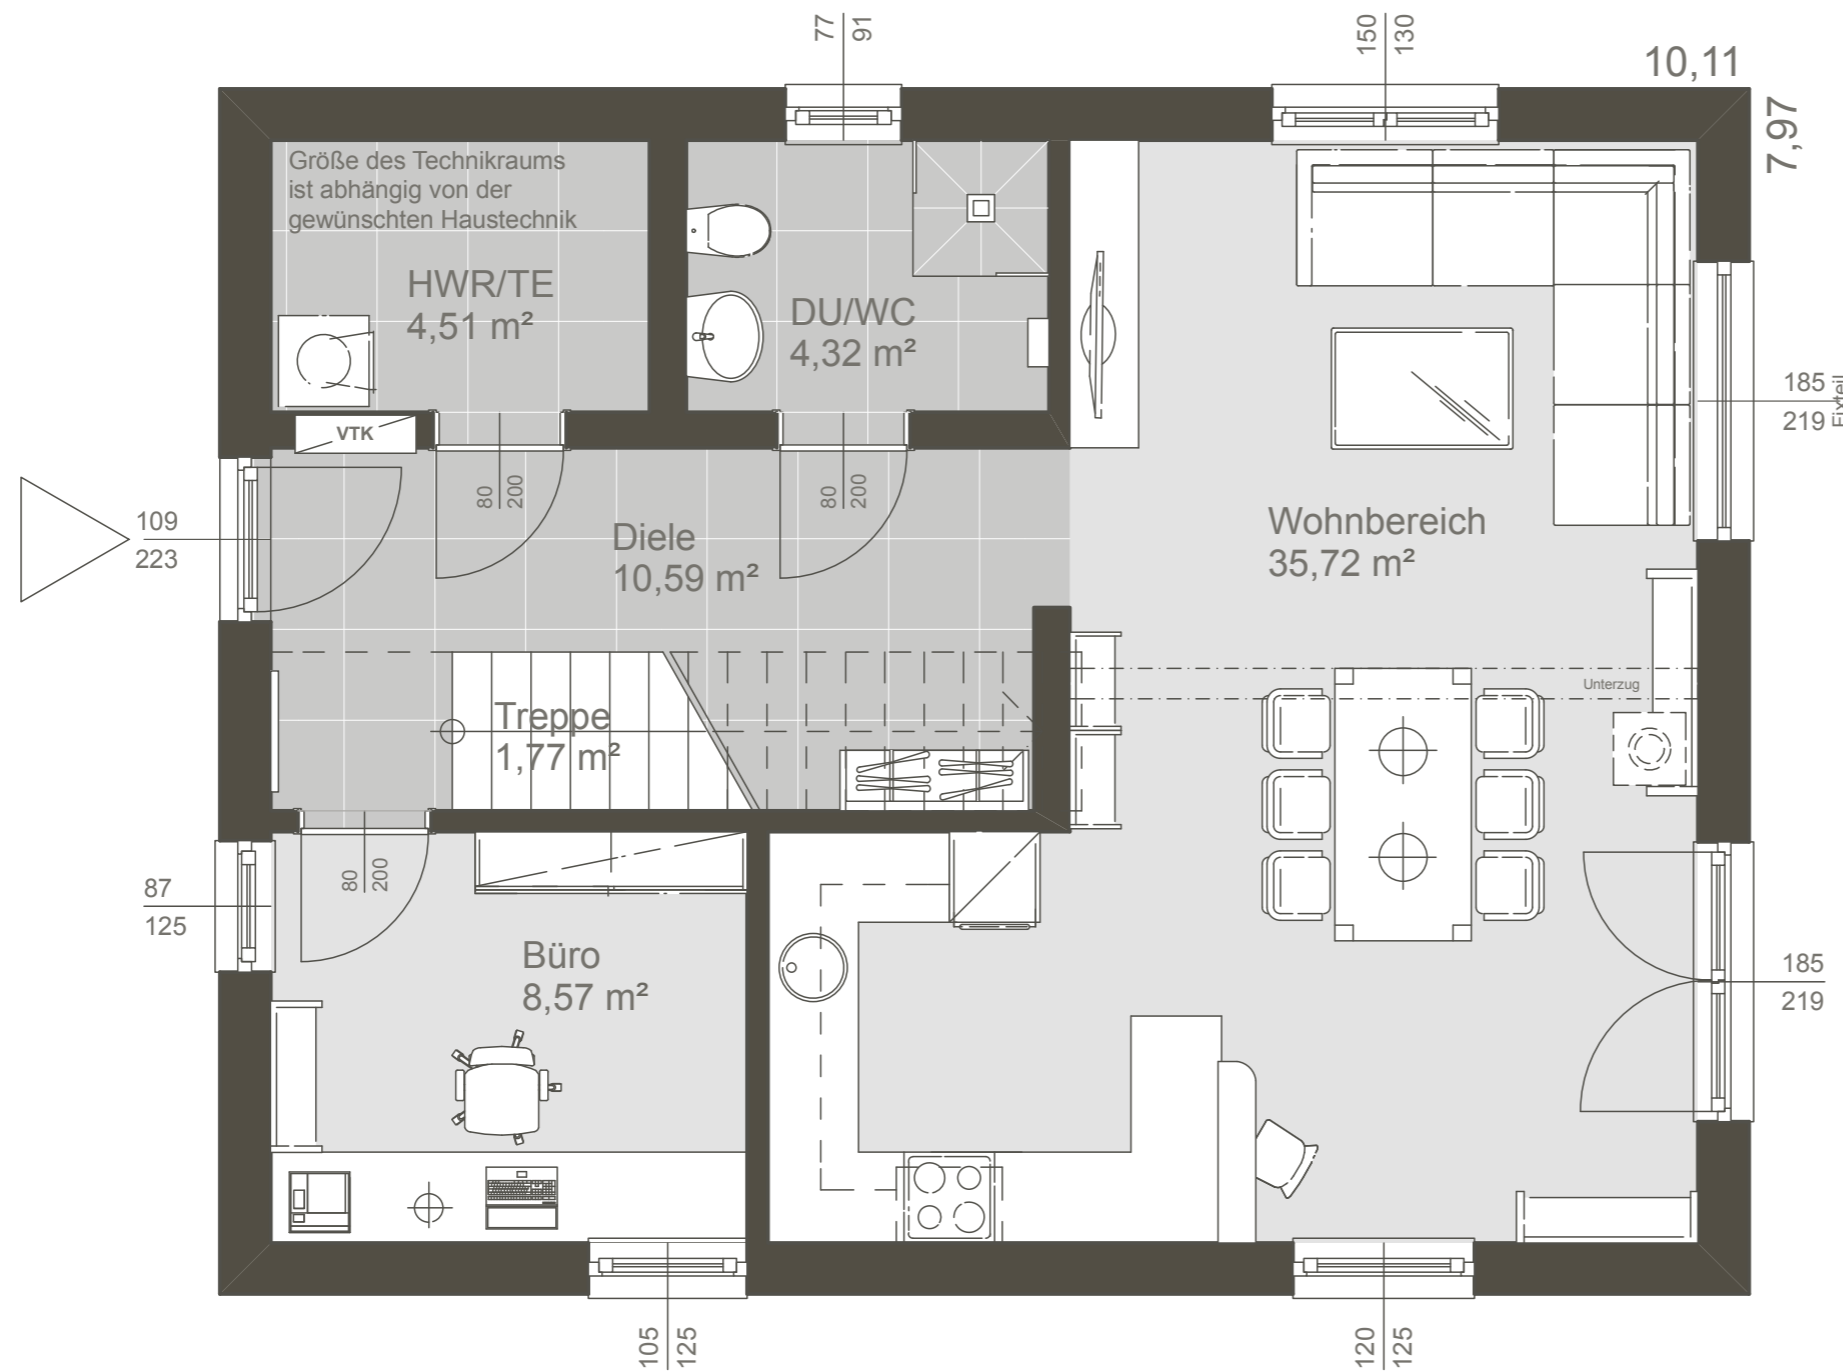 77
91
150
130
10,11
7,97
Größe des Technikraums
ist abhängig von der
gewünschten Haustechnik
HWR/TE
4,51 m²
DU/WC
4,32 m²
185
219
Fixteil
VTK
80
200
80
200
109
223
Diele
10,59 m²
Wohnbereich
35,72 m²
Unterzug
Treppe
1,77 m²
80
200
87
125
Büro
8,57 m²
185
219
105
125
120
125